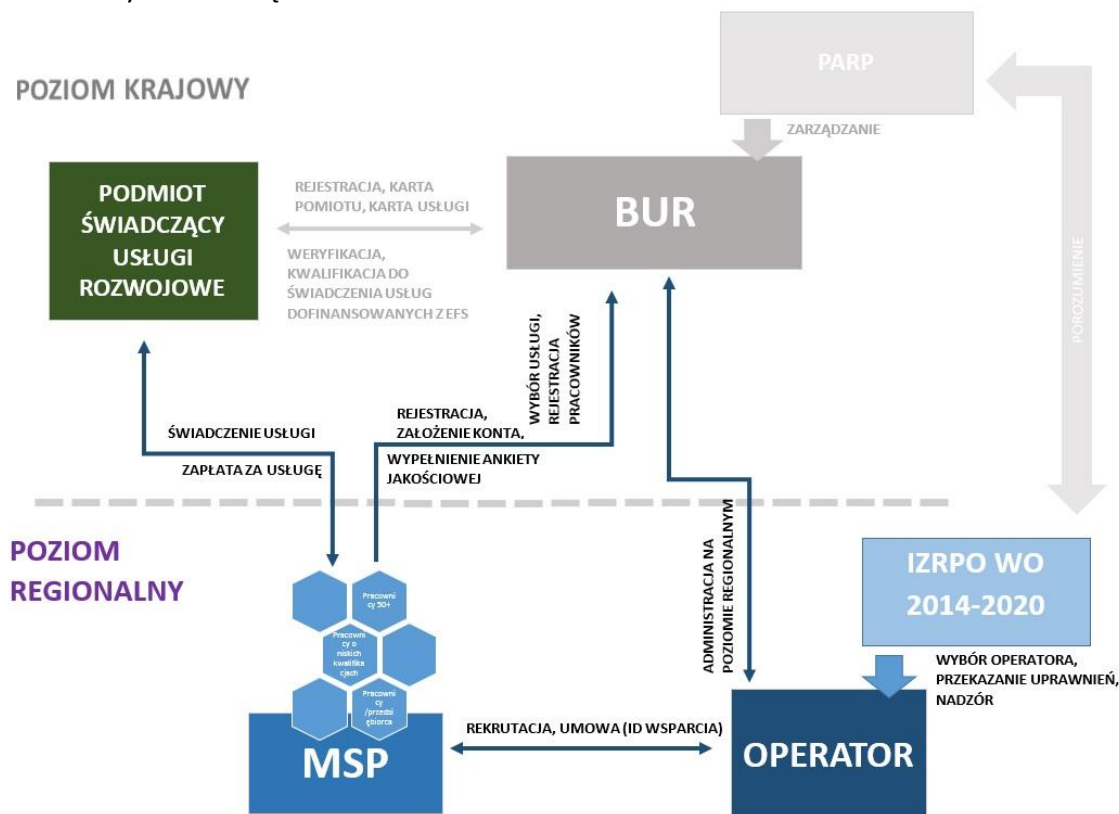 PARP
POZIOM KRAJOWY
ZARZĄDZANIE
PODMIOT
ŚWIADCZĄCY
USŁUGI
ROZWOJOWE
REJESTRACJA, KARTA
POMIOTU, KARTA USŁUGI
WERYFIKACJA,
KWALIFIKACJA DO
ŚWIADCZENIA USŁUG
DOFINANSOWANYCH Z EFS
BUR
POROZUMIENIE
WYBÓR USŁUGI,
REJESTRACJA
PRACOWNIKÓW
REJESTRACJA,
ZAŁOŻENIE KONTA,
WYPEŁNIENIE ANKIETY
JAKOŚCIOWEJ
ŚWIADCZENIE USŁUGI
ZAPŁATA ZA USŁUGĘ
POZIOM
REGIONALNY
ADMINISTRACJA NA
POZIOMIE REGIONALNYM
IZRPO WO
2014-2020
WYBÓR OPERATORA,
PRZEKAZANIE UPRAWNIEŃ,
NADZÓR
Pracowni
cy 50+
Pracowni
cy o
niskich
kwalifika
cjach
Pracowni
cy
/przedsi
ębiorca
MSP
REKRUTACJA, UMOWA (ID WSPARCIA)
OPERATOR